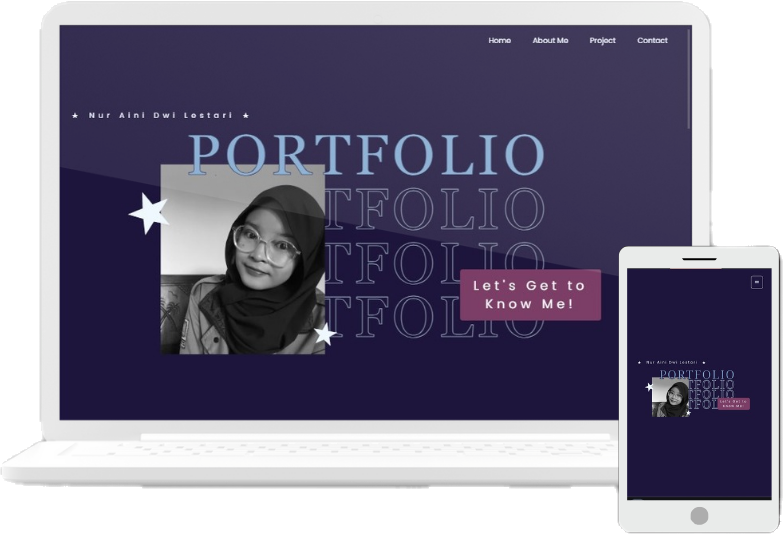 Home About Me Project Contact
★ Nur Aini Dwi Lestari ★
PORTFOLIO
TFOLIO
TFOLIO
TFOLIO
Let's Get to
Know Me!
★ Nur Aini Dwi Lestari ★
PORTFOLIO
TFOLIO
TFOLIO
TFOLIO
Let's Get to
Know Me!